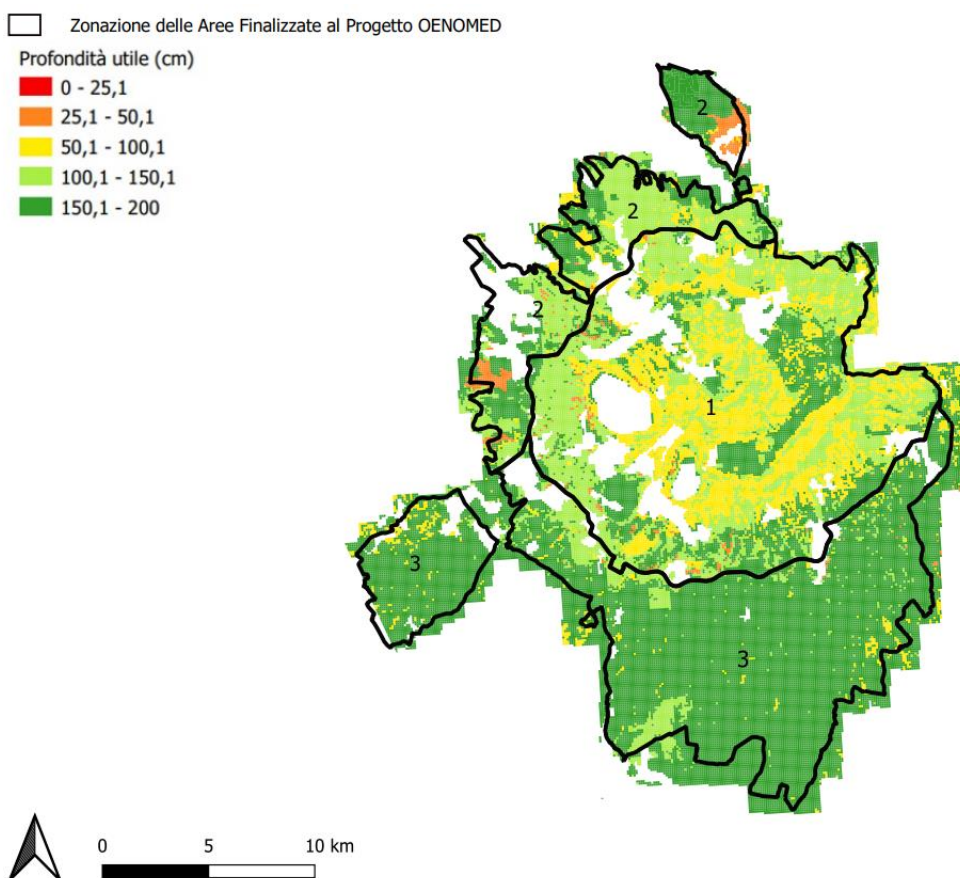 Zonazione delle Aree Finalizzate al Progetto OENOMED
Profondità utile (cm)
0 - 25,1
25,1 - 50,1
50,1 - 100,1
100,1 - 150,1
150,1 - 200
2
2
2
1
3
3
0 5 10 km